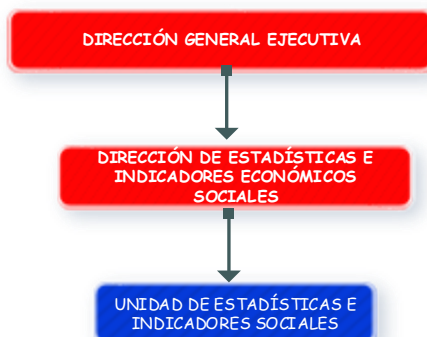 DIRECCIÓN GENERAL EJECUTIVA
DIRECCIÓN DE ESTADÍSTICAS E
INDICADORES ECONÓMICOS
SOCIALES
UNIDAD DE ESTADÍSTICAS E
INDICADORES SOCIALES